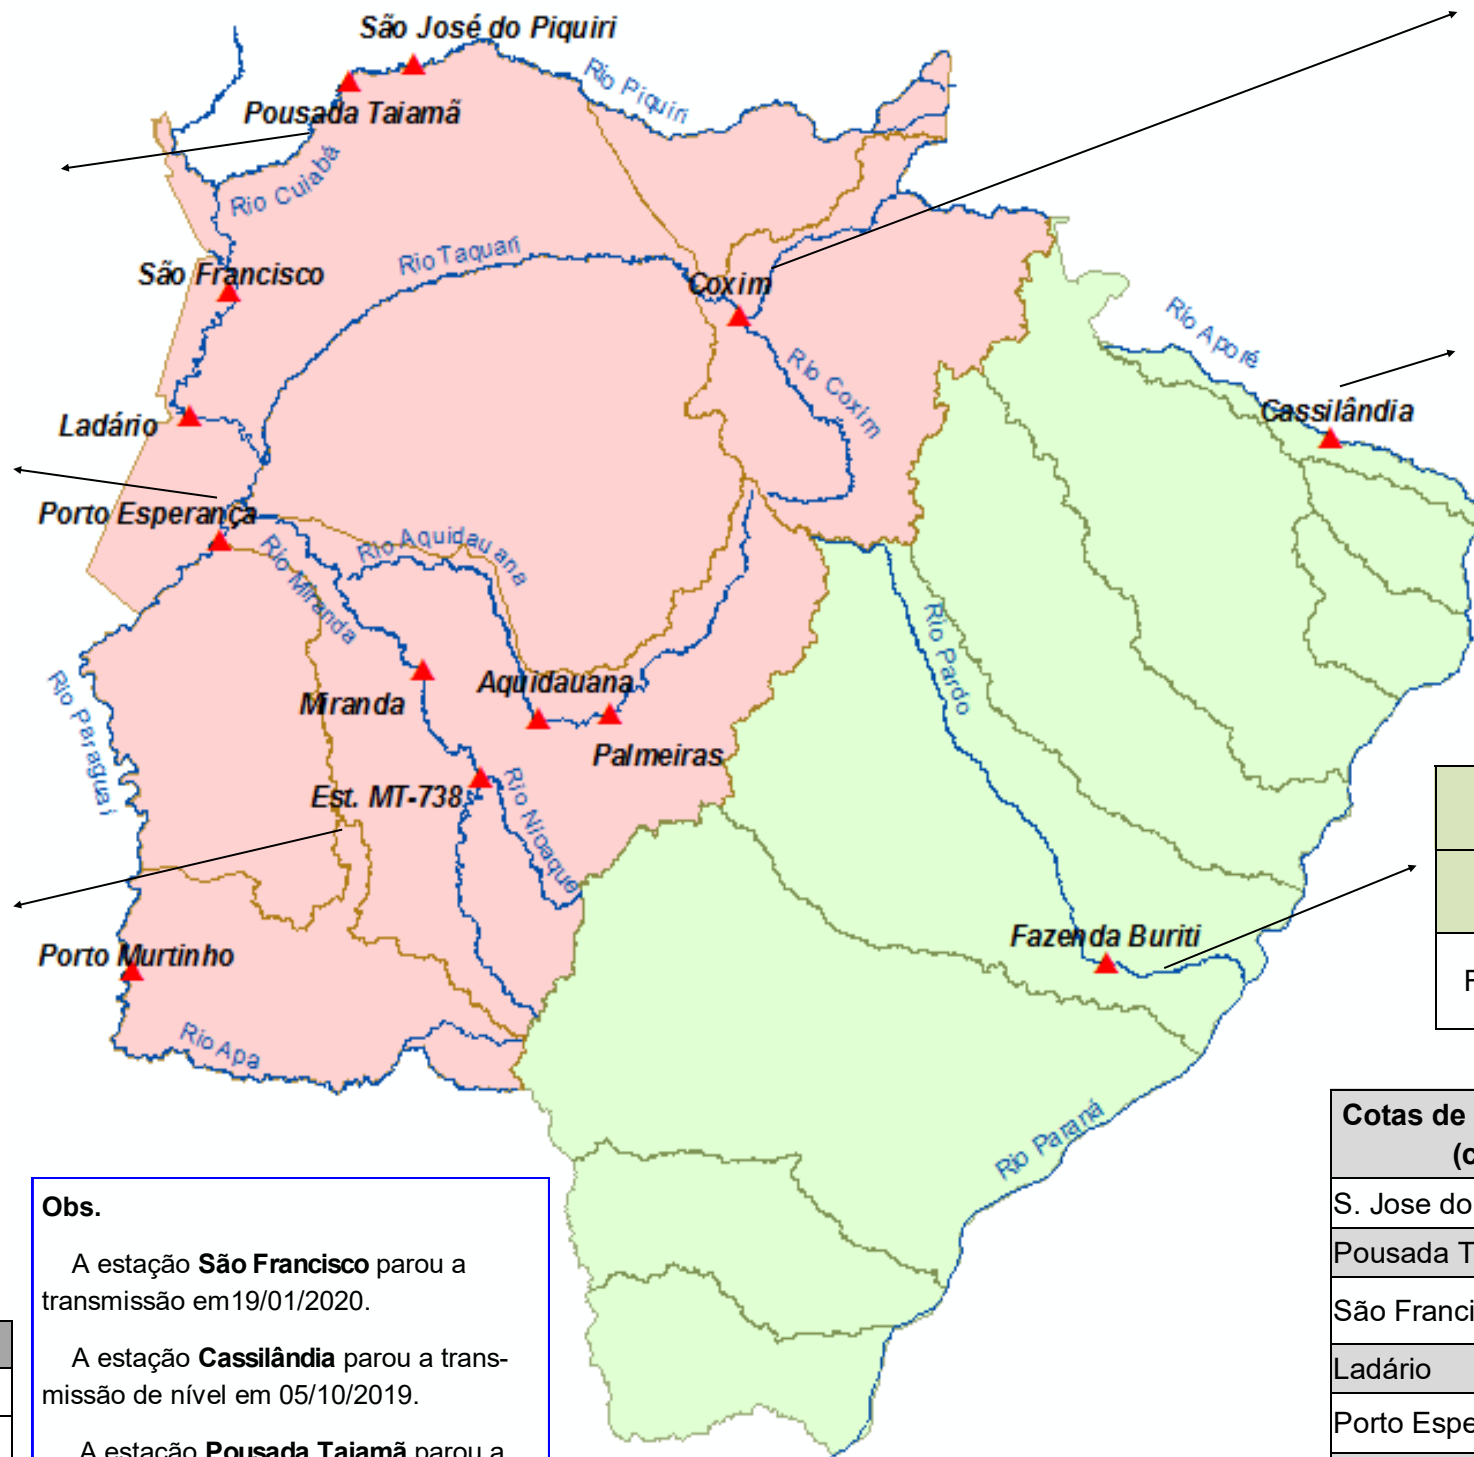 São José do Piquiri
Rio Piquiri
Pousada Taiamã
Rio Cuiabá
Rio Taquari
São Francisco
Coxim
Rio Aporé
Rio Coxim
Cassilândia
Ladário
Porto Esperança
Rio Aquidauana
Rio Miranda
Rio Pardo
Rio Paraguai
Aquidauana
Miranda
Palmeiras
Est. MT-738
Rio Nioaque
Fazenda Buriti
Porto Murtinho
Rio Apa
Rio Paraná
F
Cotas de
(c
S. Jose do
Pousada T
São Franci
Ladário
Porto Espe
Obs.
A estação São Francisco parou a
transmissão em19/01/2020.
A estação Cassilândia parou a trans-
missão de nível em 05/10/2019.
A estação Pousada Taiamã parou a